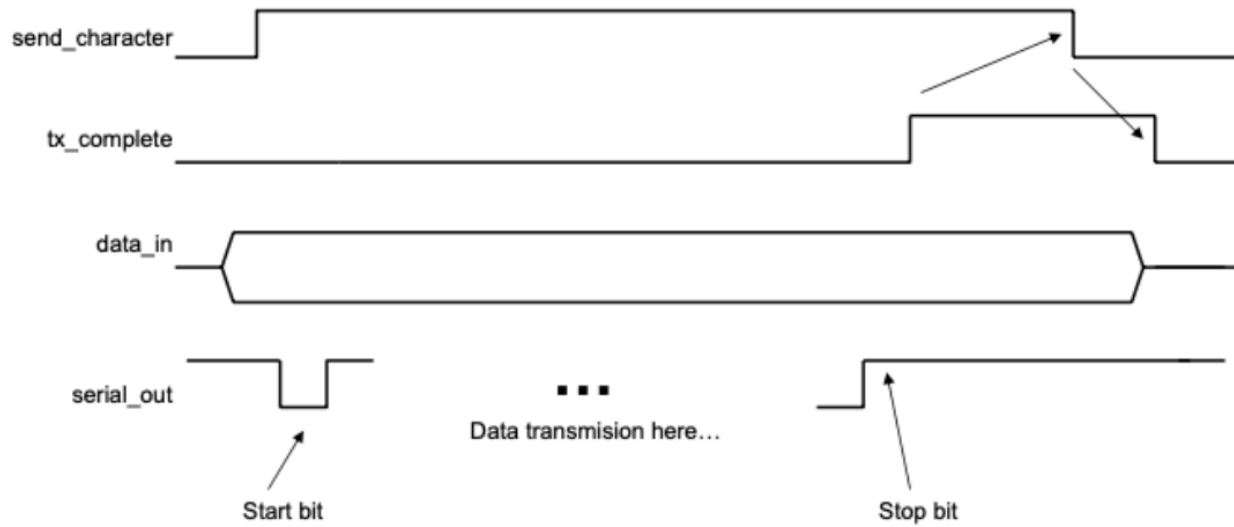 send_character
tx_complete
data_in
serial_out
...
Data transmision here...
Start bit
Stop bit